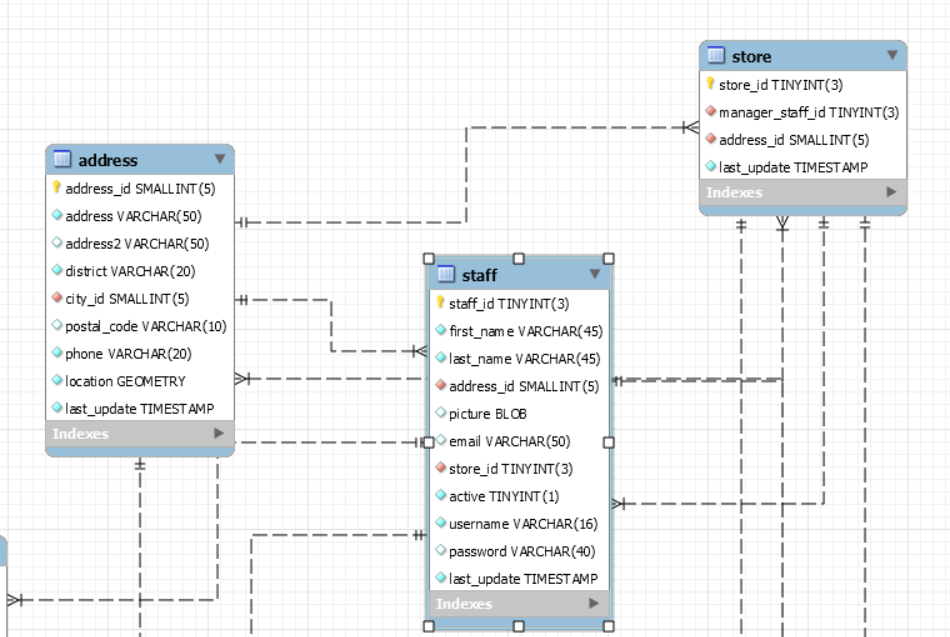 store
store_id TINYINT(3)
manager_staff_id TINYINT(3)
address_id SMALLINT(5)
last_update TIMESTAMP
Indexes
address
address_id SMALLINT(5)
address VARCHAR(50)
address2 VARCHAR(50)
district VARCHAR(20)
city_id SMALLINT(5)
postal_code VARCHAR(10)
phone VARCHAR(20)
location GEOMETRY
last_update TIMESTAMP
Indexes
staff
staff_id TINYINT(3)
first_name VARCHAR(45)
last_name VARCHAR(45)
address_id SMALLINT(5)
picture BLOB
email VARCHAR(50)
store_id TINYINT(3)
active TINYINT(1)
username VARCHAR(16)
password VARCHAR(40)
last_update TIMESTAMP
Indexes